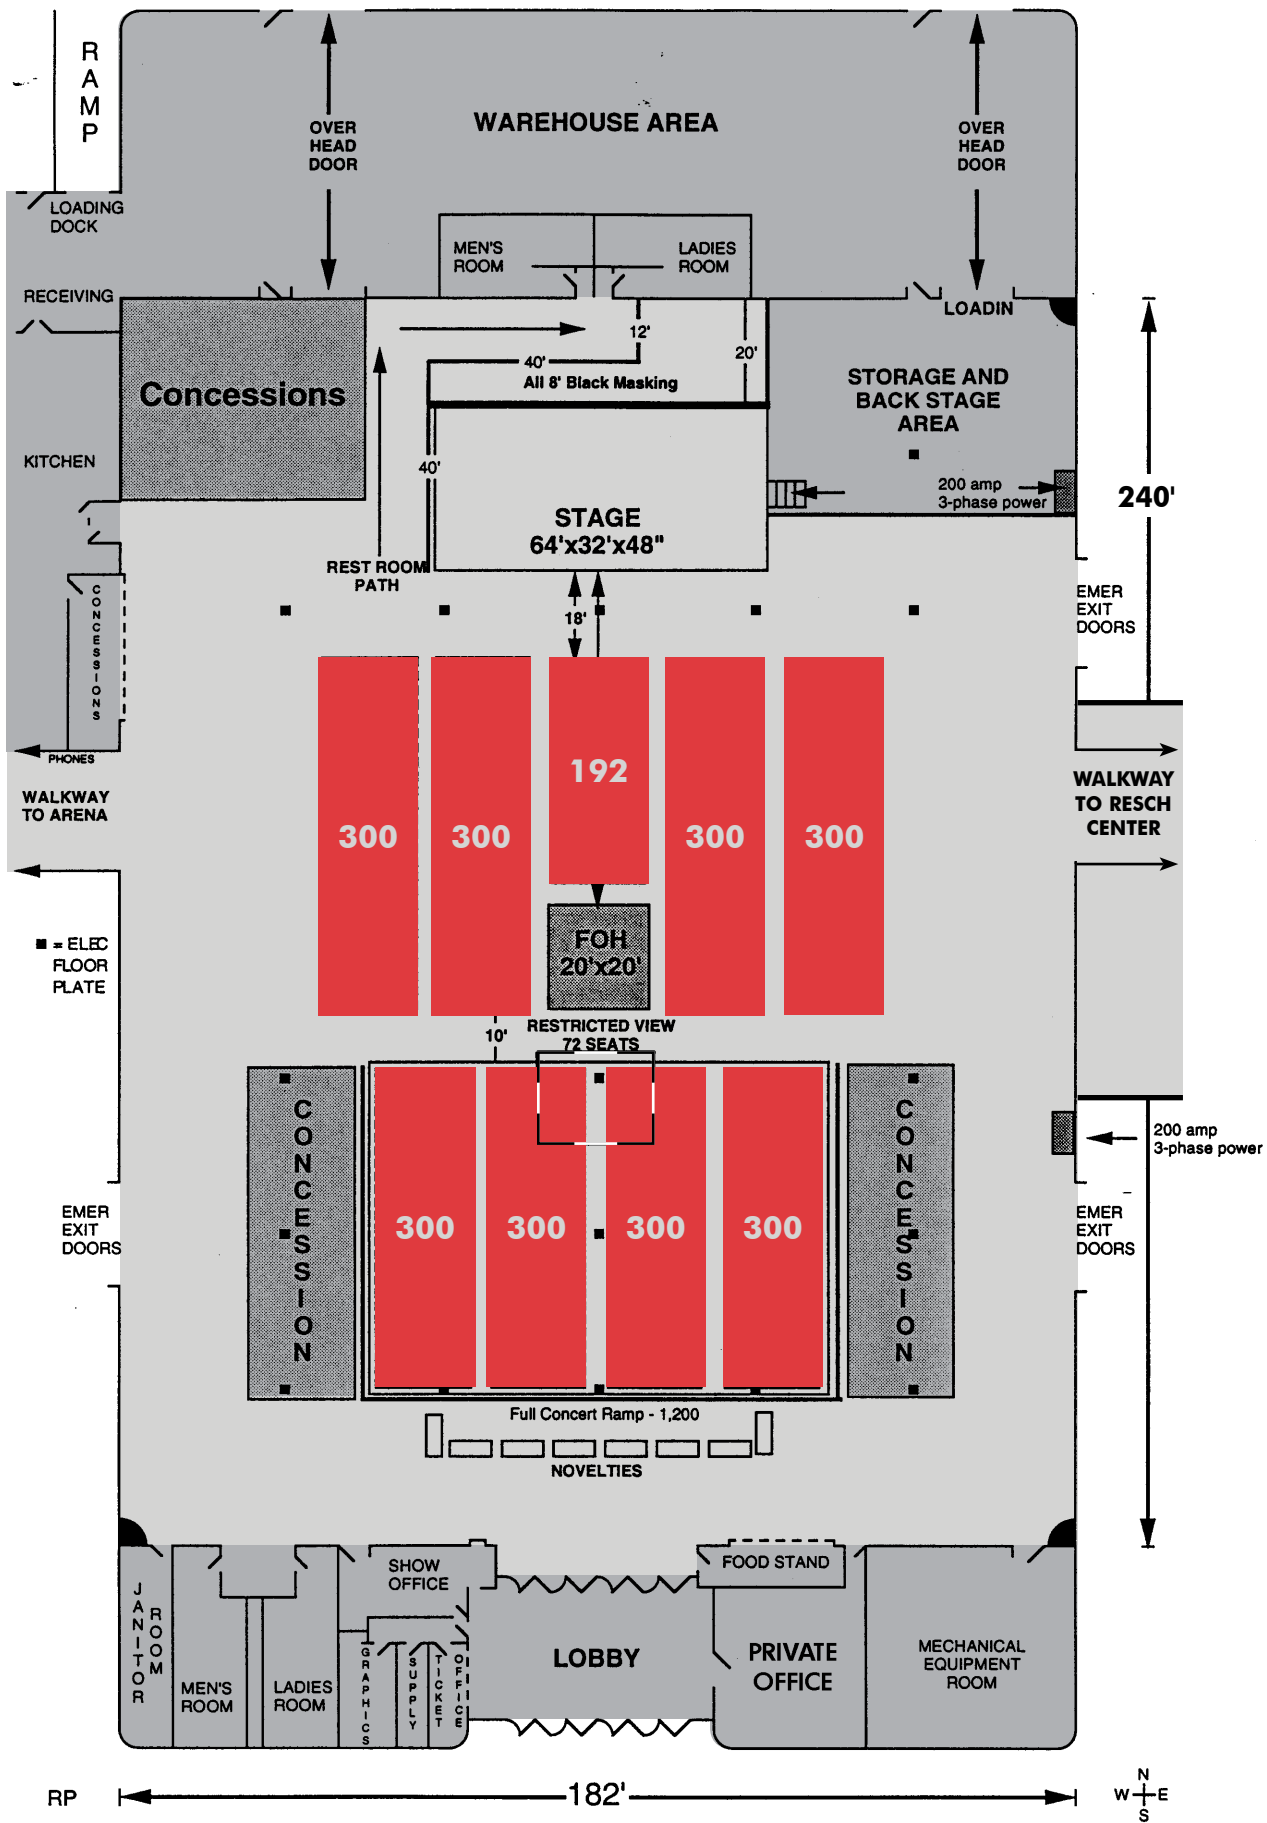 RAMP
OVER
HEAD
DOOR
WAREHOUSE AREA
OVER
HEAD
DOOR
LOADING
DOCK
MEN'S
ROOM
LADIES
ROOM
RECEIVING
LOADIN
12'
40'
20'
All 8' Black Masking
Concessions
STORAGE AND
BACK STAGE
AREA
KITCHEN
40'
200 amp
3-phase power
240'
STAGE
64'x32'x48"
REST ROOM
PATH
CONCESSIONS
18'
EMER
EXIT
DOORS
PHONES
WALKWAY
TO ARENA
192
300
300
300
300
WALKWAY
TO RESCH
CENTER
■ = ELEC
FLOOR
PLATE
FOH
20'x20'
10'
RESTRICTED VIEW
72 SEATS
CONCESSION
CONCESSION
200 amp
3-phase power
EMER
EXIT
DOORS
300
300
300
300
EMER
EXIT
DOORS
Full Concert Ramp - 1,200
NOVELTIES
JANITOR
ROOM
MEN'S
ROOM
LADIES
ROOM
SHOW
OFFICE
GRAPHICS
SUPPLY
TICKET
OFFICE
LOBBY
FOOD STAND
PRIVATE
OFFICE
MECHANICAL
EQUIPMENT
ROOM
RP
182'
N
W E
S